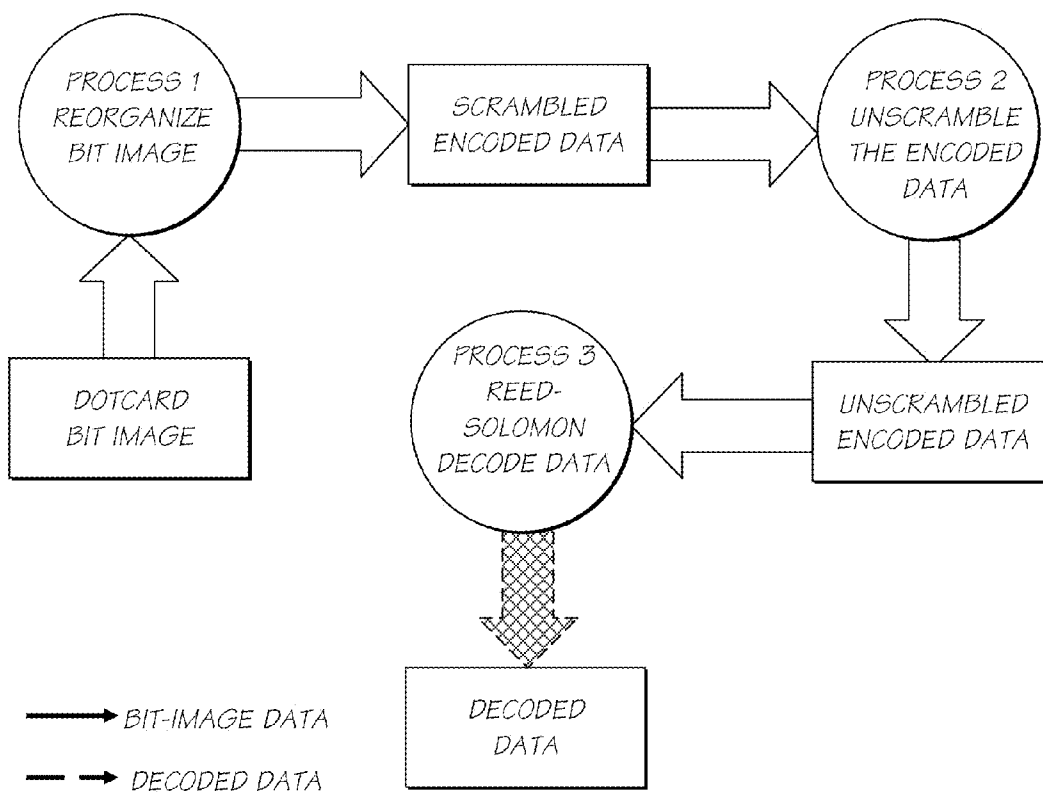 PROCESS 1
REORGANIZE
BIT IMAGE
SCRAMBLED
ENCODED DATA
PROCESS 2
UNSCRAMBLE
THE ENCODED
DATA
DOTCARD
BIT IMAGE
PROCESS 3
REED-
SOLOMON
DECODE DATA
UNSCRAMBLED
ENCODED DATA
DECODED
DATA
BIT-IMAGE DATA
DECODED DATA